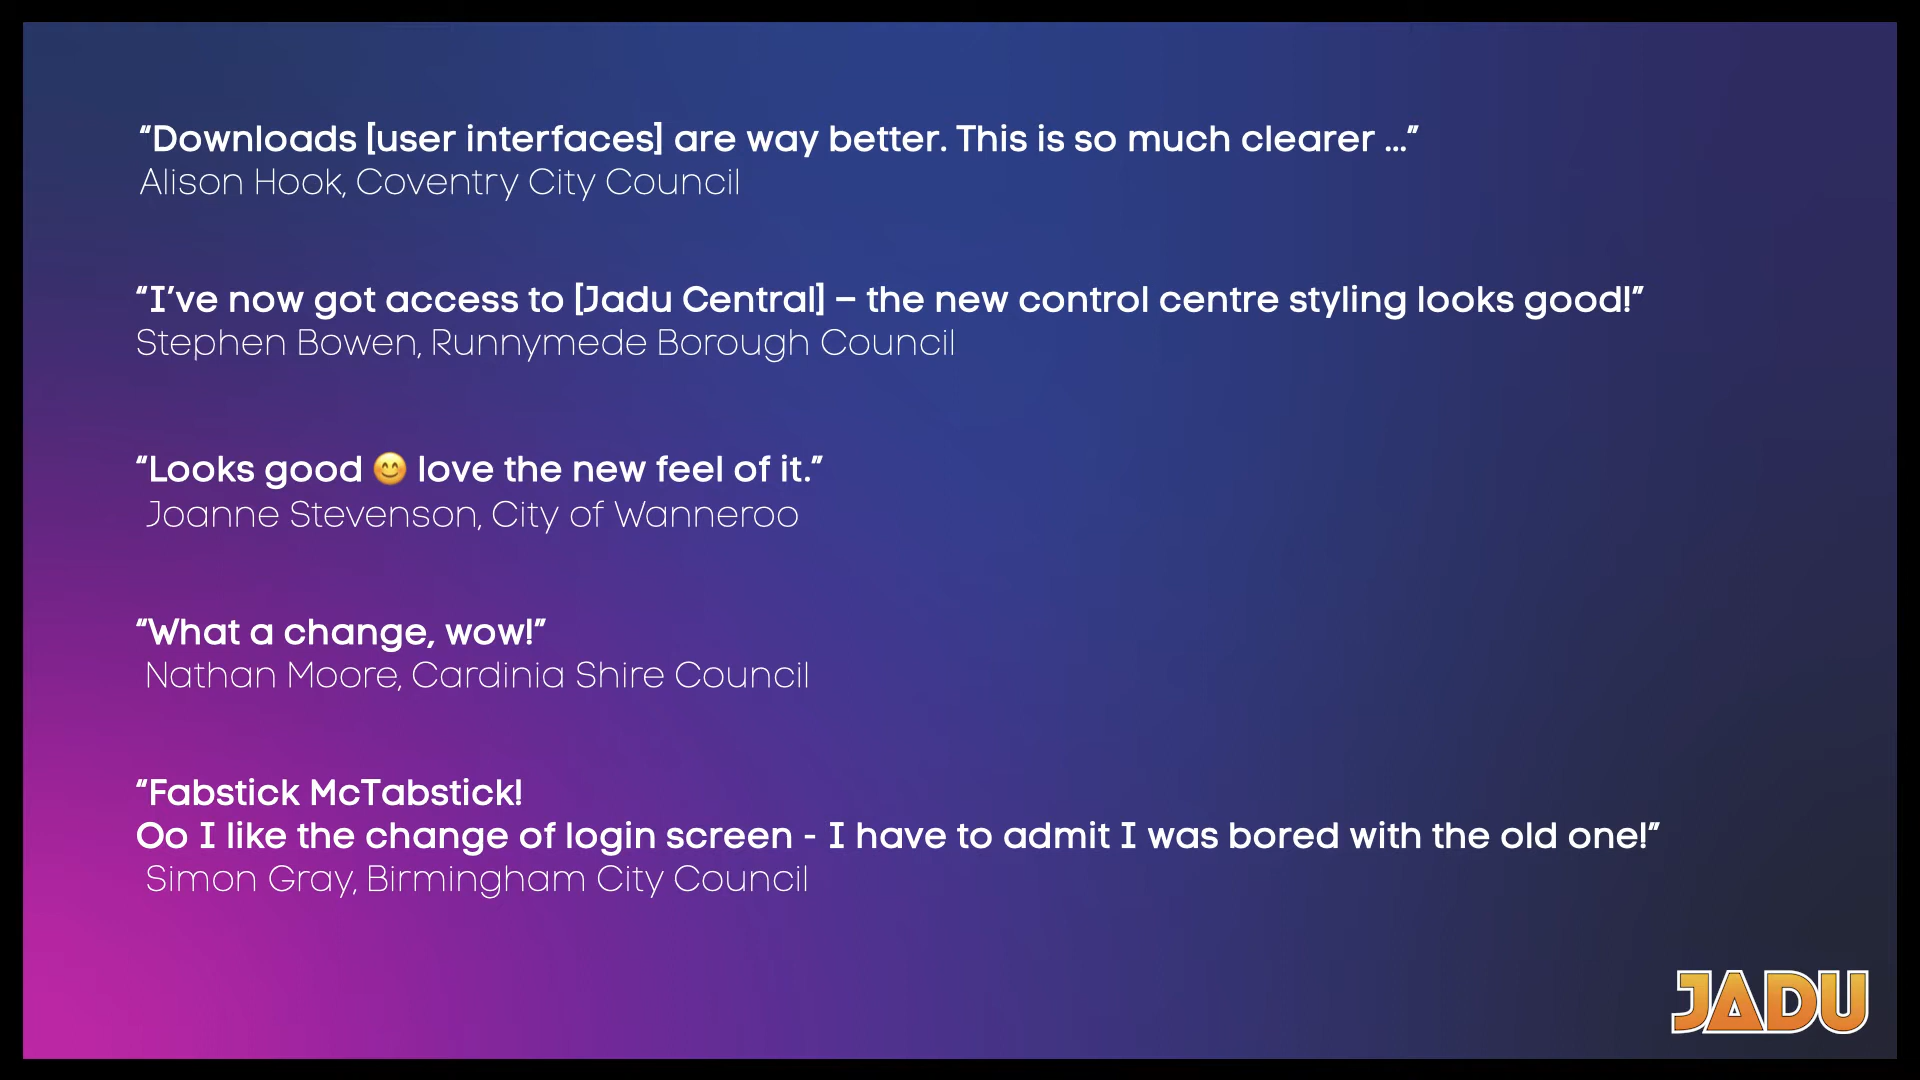 “Downloads [user interfaces] are way better. This is so much clearer ...”
Alison Hook, Coventry City Council
“I’ve now got access to [Jadu Central] – the new control centre styling looks good!”
Stephen Bowen, Runnymede Borough Council
“Looks good 😊 love the new feel of it.”
Joanne Stevenson, City of Wanneroo
“What a change, wow!”
Nathan Moore, Cardinia Shire Council
“Fabstick McTabstick!
Oo I like the change of login screen - I have to admit I was bored with the old one!”
Simon Gray, Birmingham City Council
JADU